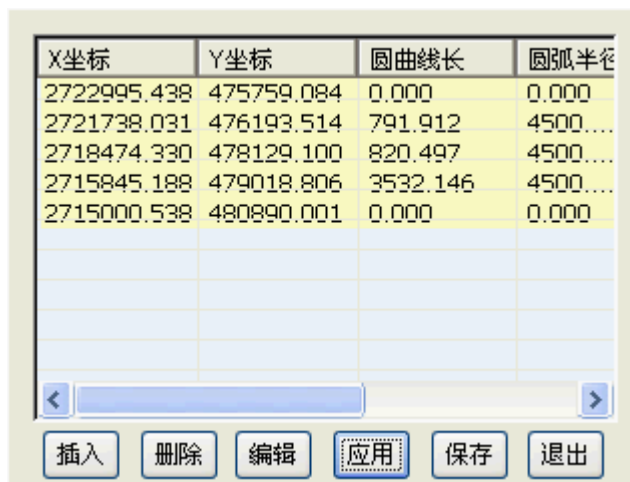 X坐标 Y坐标 圆曲线长 圆弧半径
2722995.438 475759.084 0.000 0.000
2721738.031 476193.514 791.912 4500....
2718474.330 478129.100 820.497 4500....
2715845.188 479018.806 3532.146 4500....
2715000.538 480890.001 0.000 0.000
插入 删除 编辑 应用 保存 退出